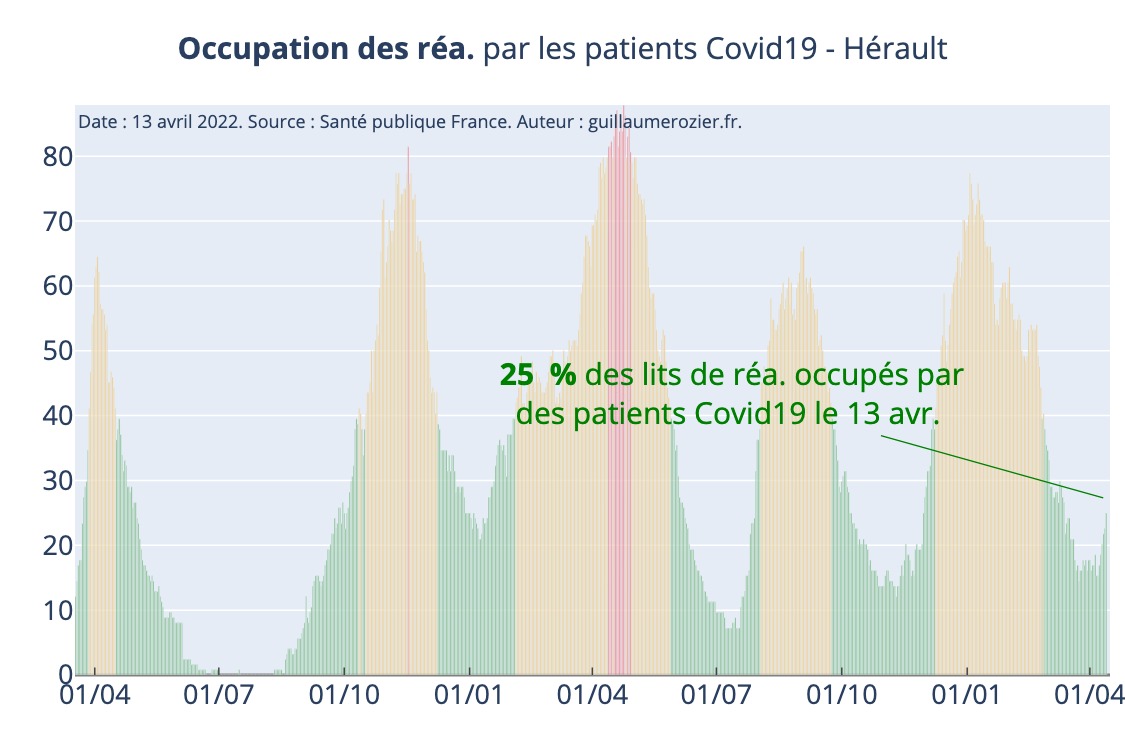 Occupation des réa. par les patients Covid19 - Hérault
Date : 13 avril 2022. Source : Santé publique France. Auteur : guillaumerozier.fr.
80
70
60
50
40
30
20
10
0
25 % des lits de réa. occupés par
des patients Covid19 le 13 avr.
01/04 01/07 01/10 01/01 01/04 01/07 01/10 01/01 01/04